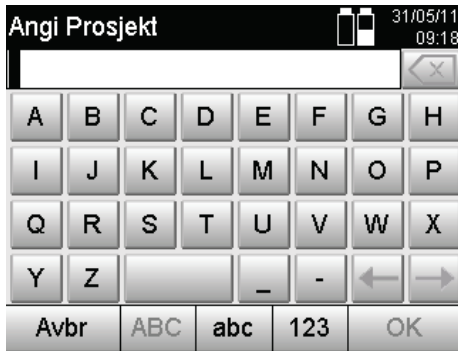 Angi Prosjekt 31/05/11
09:18
A B C D E F G H
I J K L M N O P
Q R S T U V W X
Y Z _ -
Avbr ABC abc 123 OK